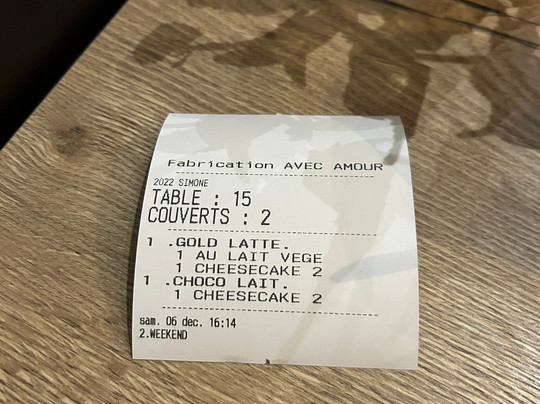 Fabrication AVEC AMOUR
2022 SIMONE
TABLE : 15
COUVERTS : 2
1 .GOLD LATTE.
1 AU LAIT VEGE
1 CHEESECAKE 2
1 .CHOCO LAIT.
1 CHEESECAKE 2
sam. 06 dec. 16:14
2.WEEKEND